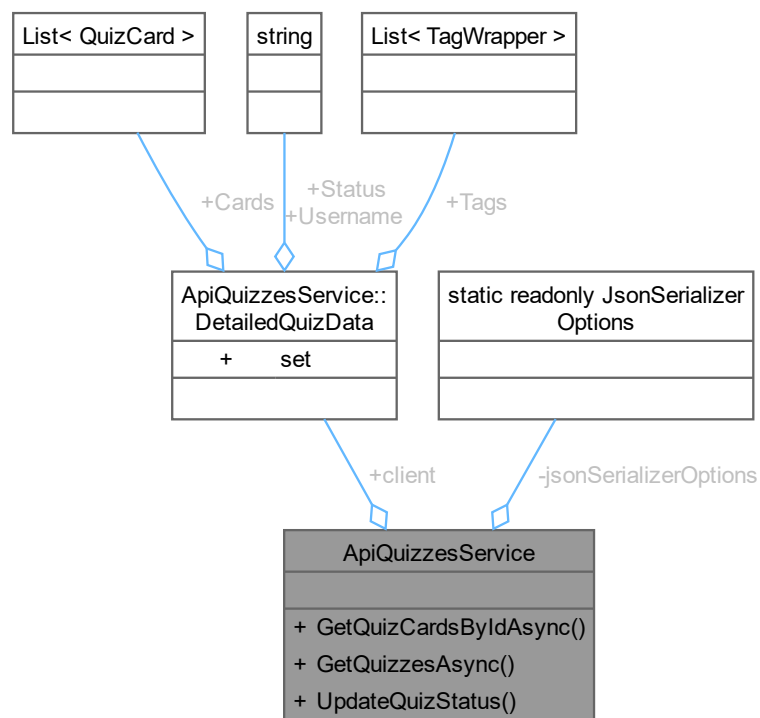 List< QuizCard >
string
List< TagWrapper >
+Cards
+Status
+Username
+Tags
ApiQuizzesService::
DetailedQuizData
+ set
static readonly JsonSerializer
Options
+client
-jsonSerializerOptions
ApiQuizzesService
+ GetQuizCardsByIdAsync()
+ GetQuizzesAsync()
+ UpdateQuizStatus()